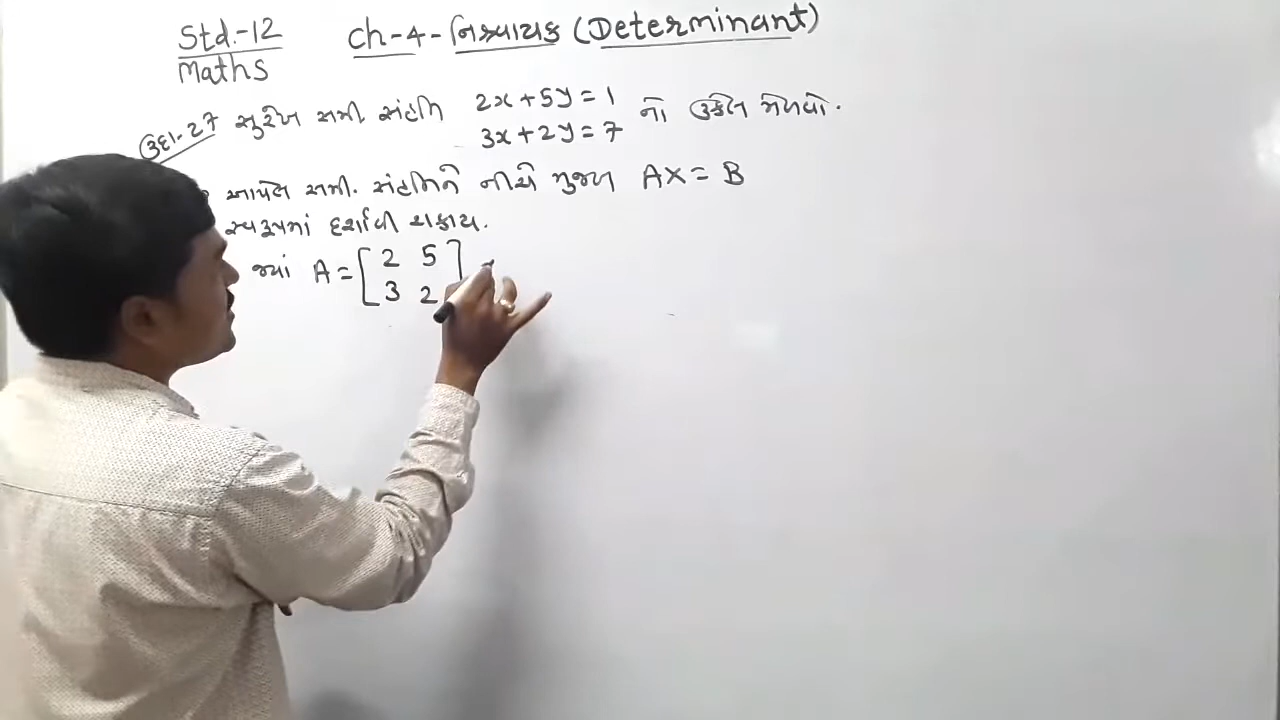 Std.-12 Ch-4-નિશ્ચાયક (Determinant)
Maths
ઉદા.27 સુરેખ સમી સંહતિ 2x+5y=1 નો ઉકેલ મેળવો.
3x+2y=7
આપેલ સમી. સંહતિને નીચે મુજબ AX=B
સ્વરૂપમાં દર્શાવી શકાય.
જ્યાં A=[2 5
3 2]